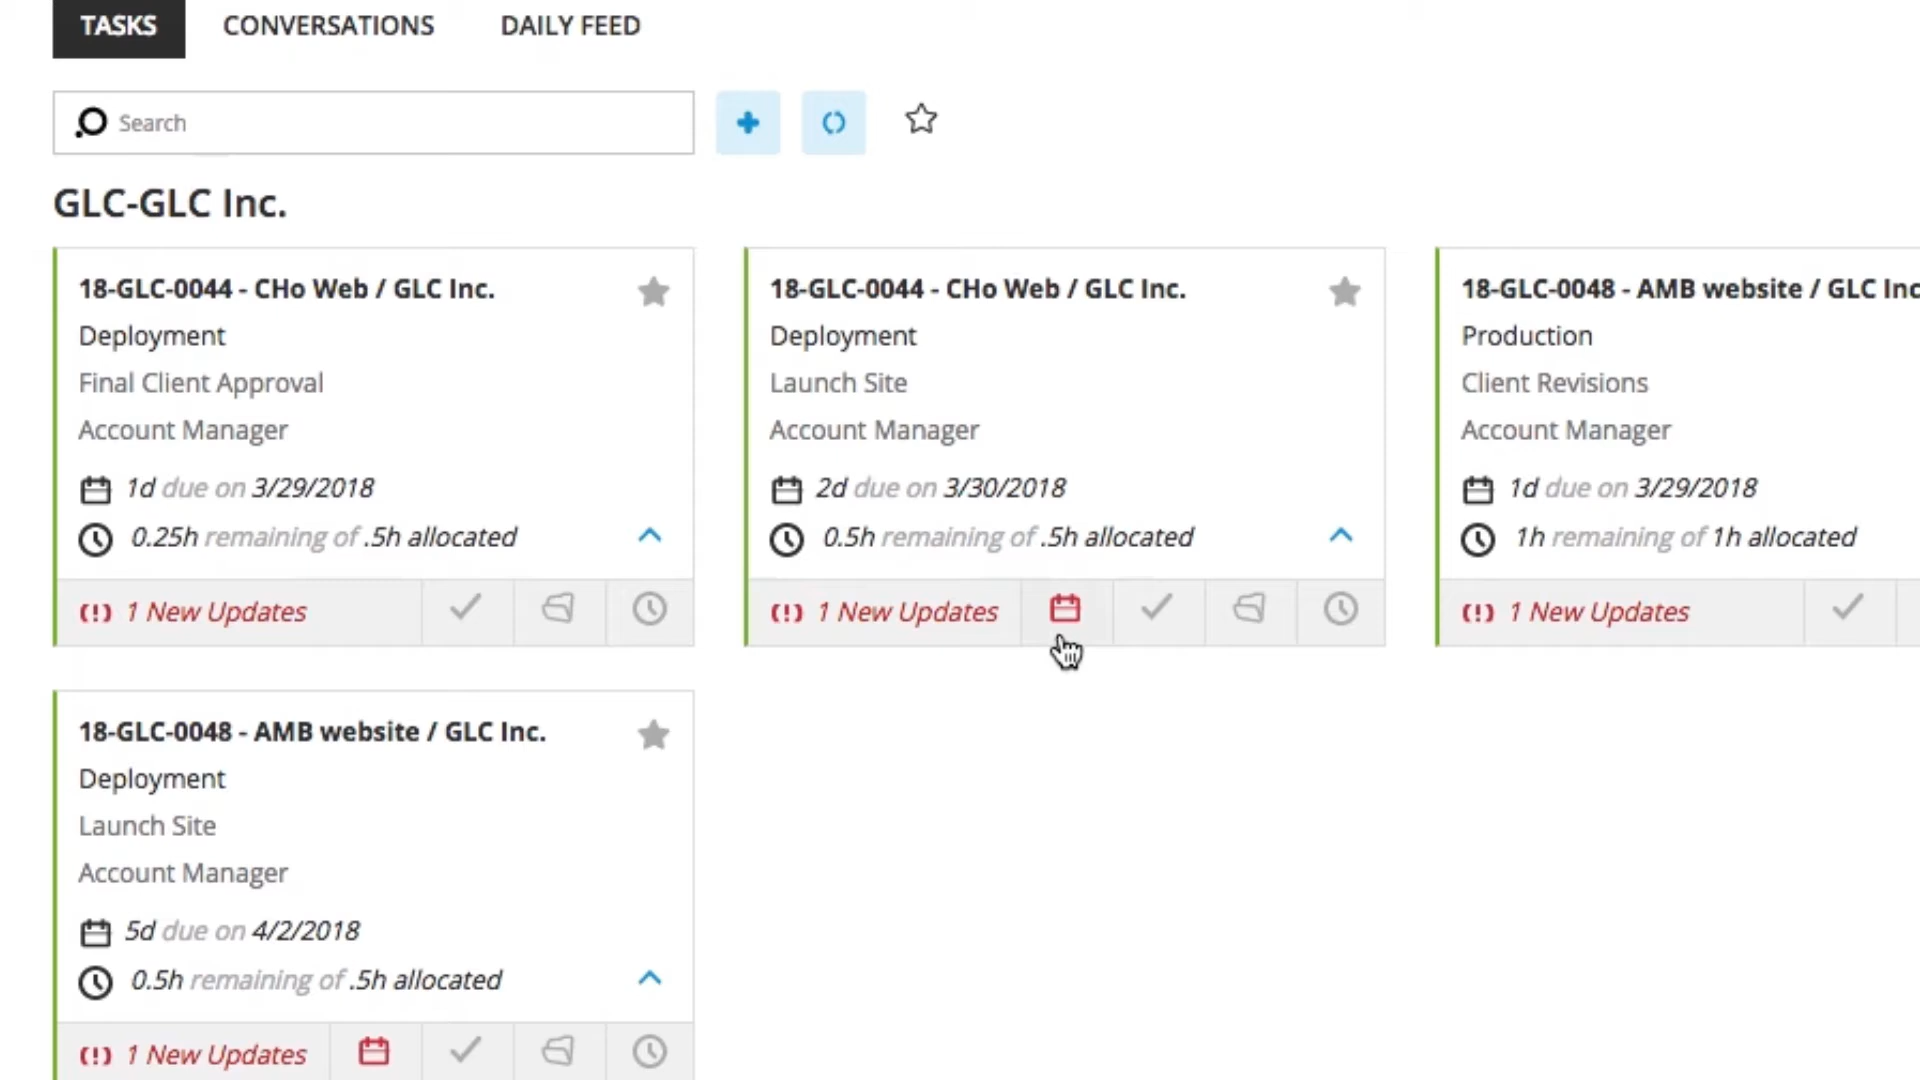 TASKS CONVERSATIONS DAILY FEED
Search
GLC-GLC Inc.
18-GLC-0044 - CHo Web / GLC Inc.
Deployment
Final Client Approval
Account Manager
1d due on 3/29/2018
0.25h remaining of .5h allocated
(!) 1 New Updates
18-GLC-0044 - CHo Web / GLC Inc.
Deployment
Launch Site
Account Manager
2d due on 3/30/2018
0.5h remaining of .5h allocated
(!) 1 New Updates
18-GLC-0048 - AMB website / GLC Inc
Production
Client Revisions
Account Manager
1d due on 3/29/2018
1h remaining of 1h allocated
(!) 1 New Updates
18-GLC-0048 - AMB website / GLC Inc.
Deployment
Launch Site
Account Manager
5d due on 4/2/2018
0.5h remaining of .5h allocated
(!) 1 New Updates